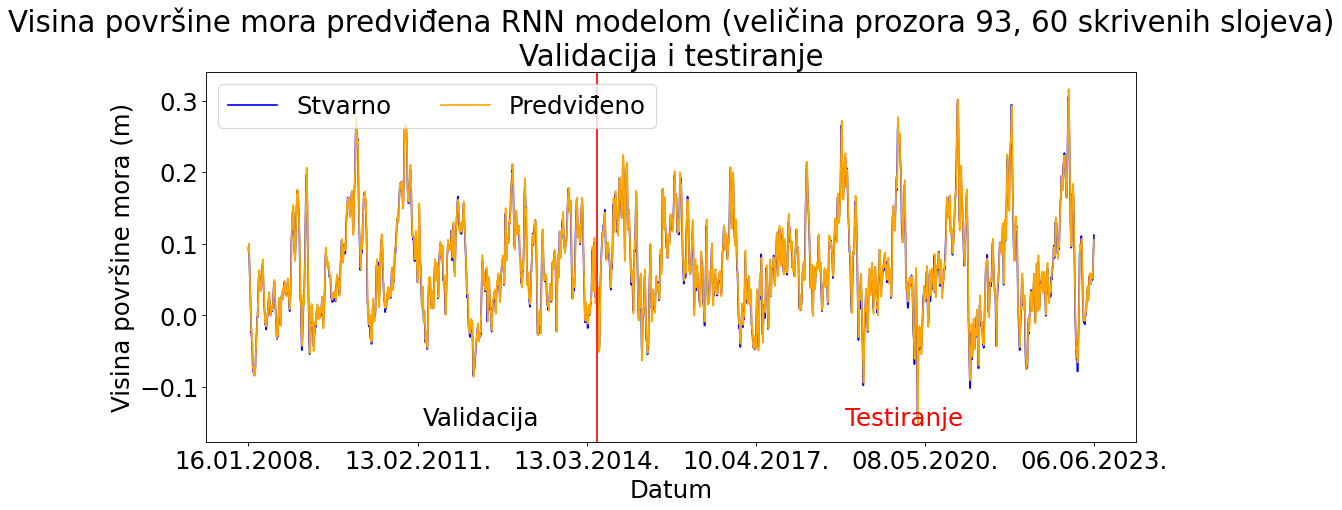 Visina površine mora predviđena RNN modelom (veličina prozora 93, 60 skrivenih slojeva)
Validacija i testiranje
Stvarno
Predviđeno
Visina površine mora (m)
0.3
0.2
0.1
0.0
−0.1
Validacija
Testiranje
16.01.2008.
13.02.2011.
13.03.2014.
10.04.2017.
08.05.2020.
06.06.2023.
Datum